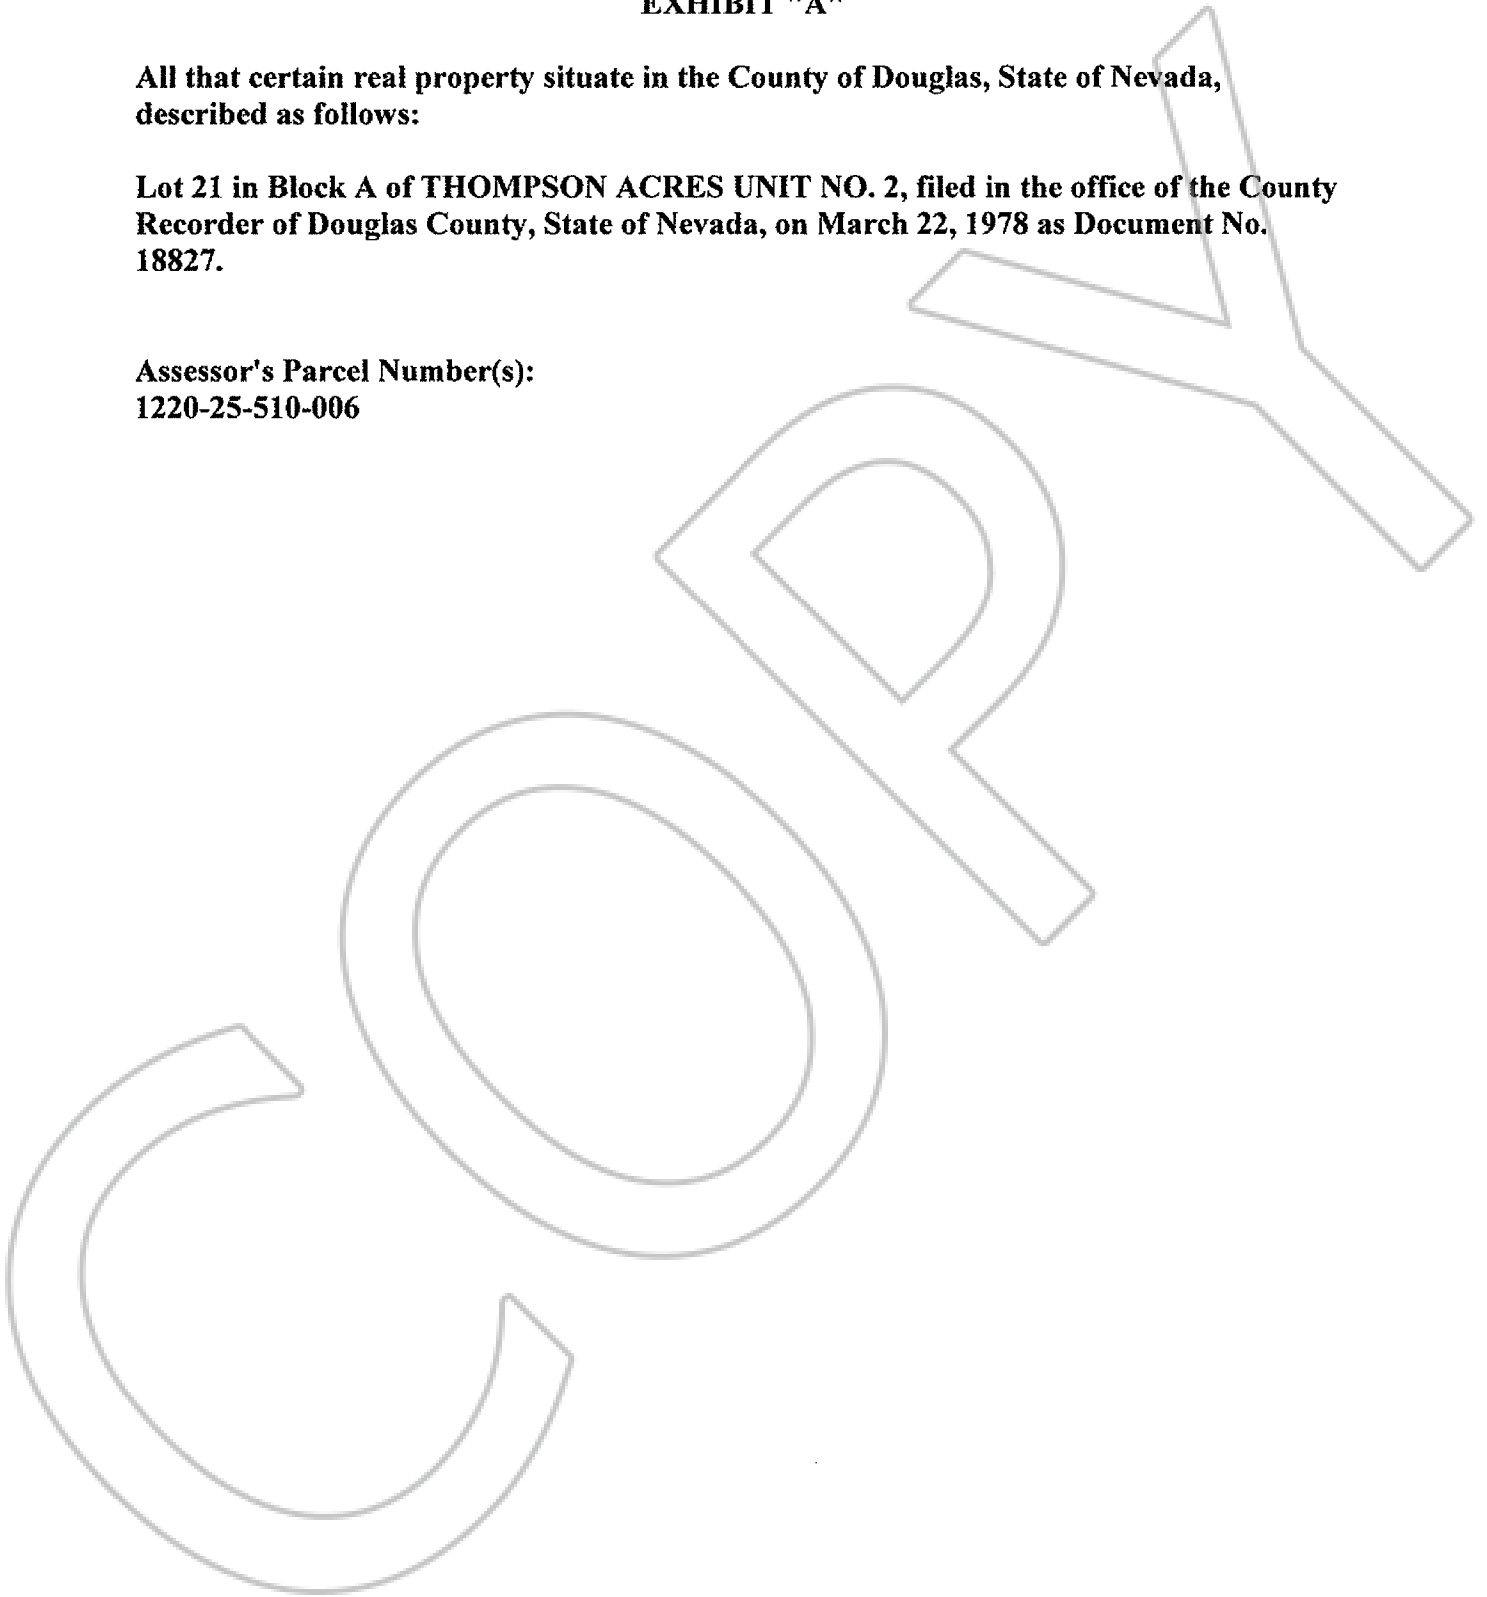 EXHIBIT "A"
All that certain real property situate in the County of Douglas, State of Nevada,
described as follows:
Lot 21 in Block A of THOMPSON ACRES UNIT NO. 2, filed in the office of the County
Recorder of Douglas County, State of Nevada, on March 22, 1978 as Document No.
18827.
Assessor's Parcel Number(s):
1220-25-510-006
COPY